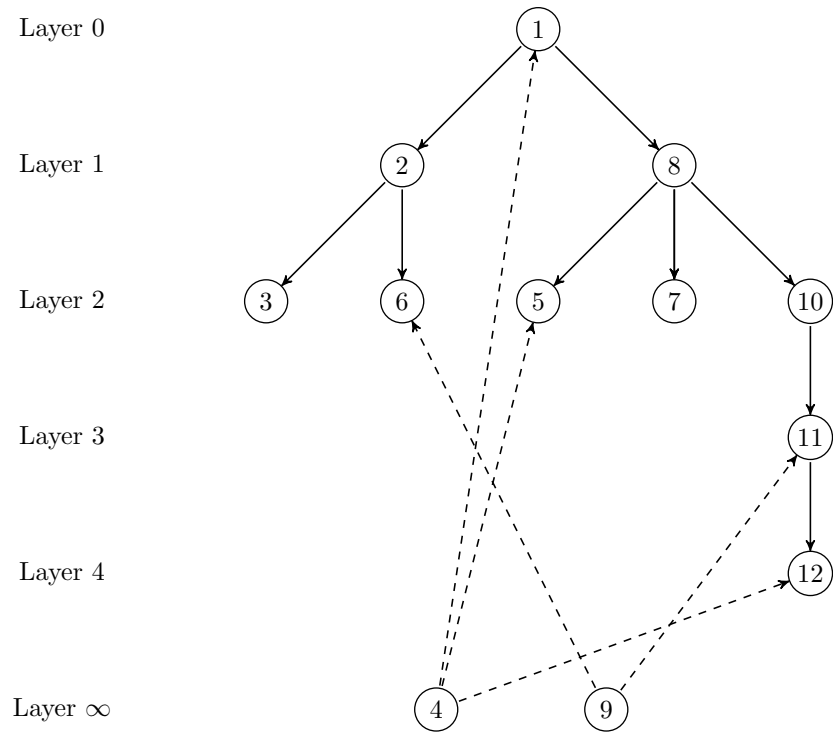 Layer 0 1
Layer 1 2 8
Layer 2 3 6 5 7 10
Layer 3 11
Layer 4 12
Layer ∞ 4 9